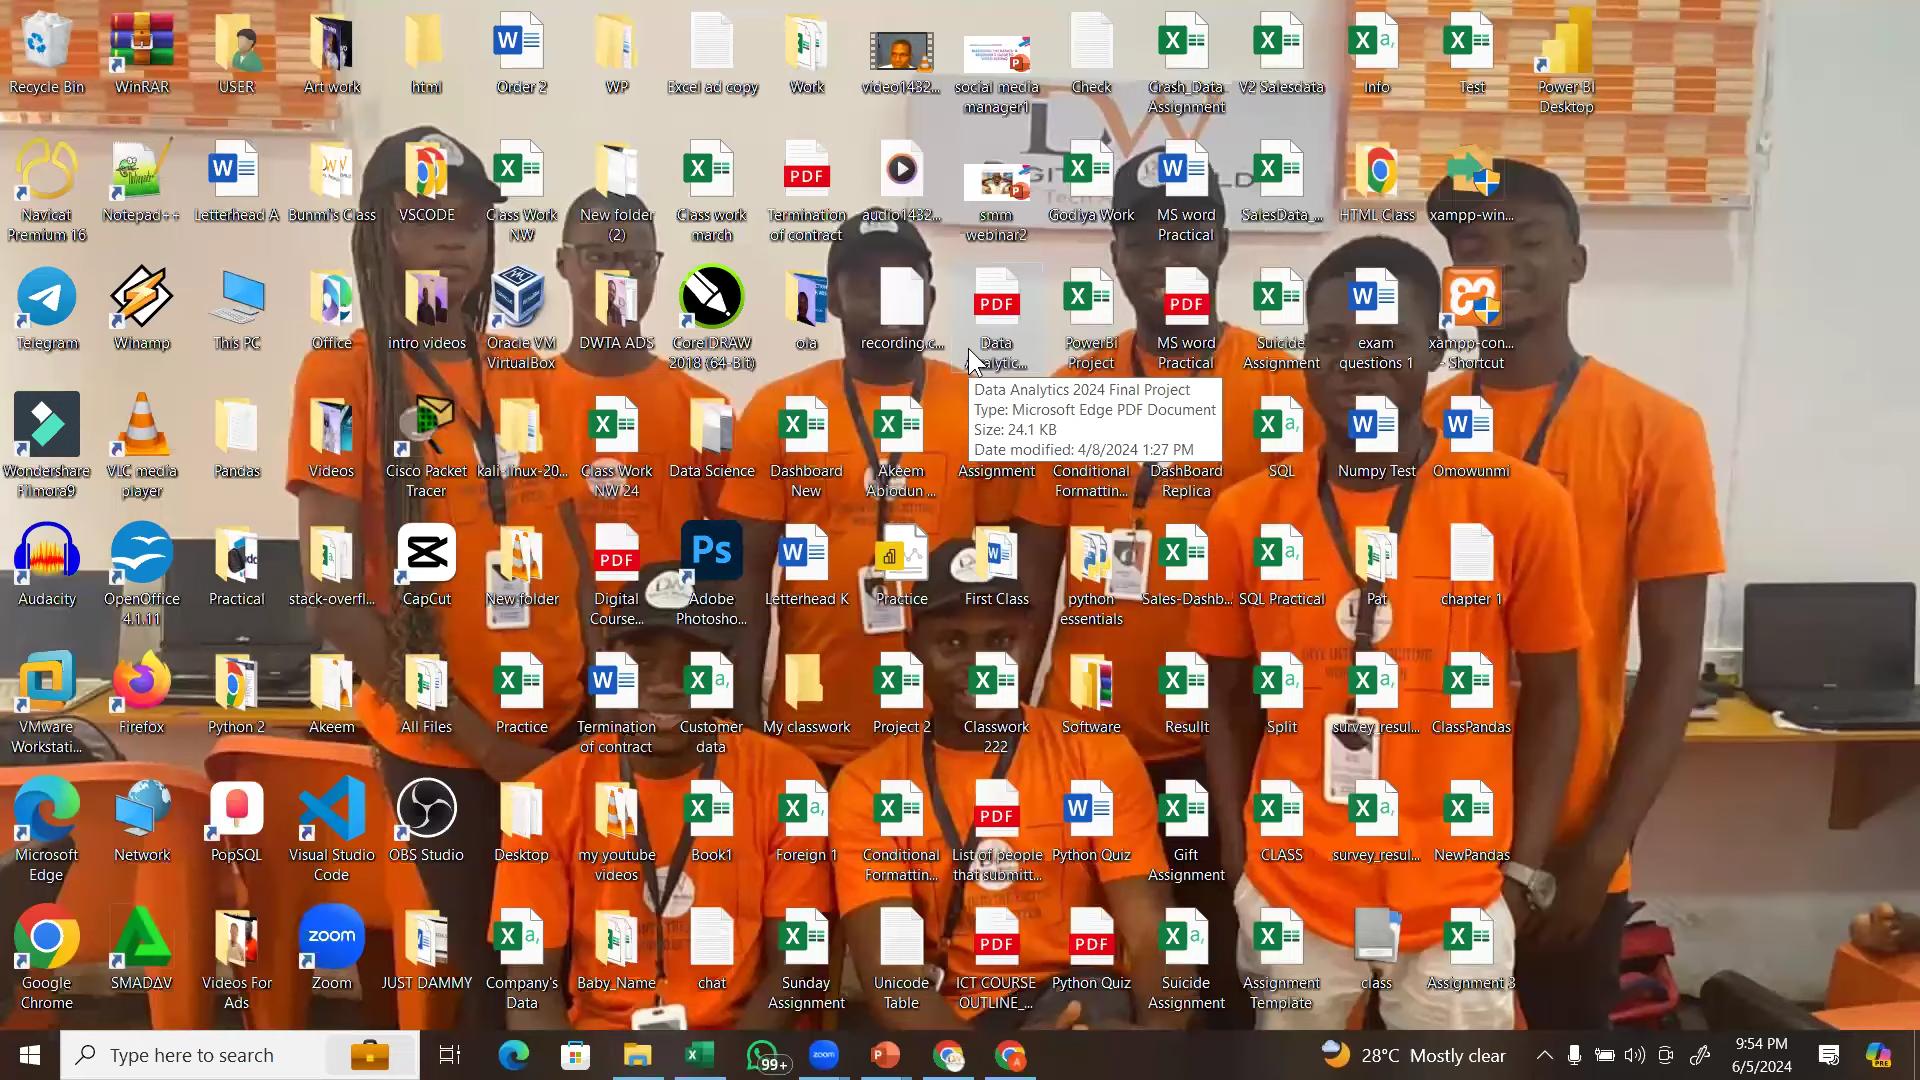 Recycle Bin
WinRAR
USER
Art work
html
Order 2
WP
Excel ad copy
Work
video1432...
social media
manager1
Check
Crash_Data
Assignment
V2 Salesdata
Info
Test
Power BI
Desktop
Navicat
Premium 16
Notepad++
Letterhead A
Bunmi's Class
VSCODE
Class Work
NW
New folder
(2)
Class work
march
Termination
of contract
audio1432...
smm
webinar2
Godiya Work
MS word
Practical
SalesData_...
HTML Class
xampp-win...
Telegram
Winamp
This PC
Office
intro videos
Oracle VM
VirtualBox
DWTA ADS
CorelDRAW
2018 (64-Bit)
ola
recording.c...
Data
Analytic...
PowerBi
Project
MS word
Practical
Suicide
Assignment
exam
questions 1
xampp-con...
- Shortcut
Data Analytics 2024 Final Project
Type: Microsoft Edge PDF Document
Size: 24.1 KB
Date modified: 4/8/2024 1:27 PM
Wondershare
Filmora9
VLC media
player
Pandas
Videos
Cisco Packet
Tracer
kali-linux-20...
Class Work
NW 24
Data Science
Dashboard
New
Akeem
Abiodun ...
Assignment
Conditional
Formattin...
DashBoard
Replica
SQL
Numpy Test
Omowunmi
Audacity
OpenOffice
4.1.11
Practical
stack-overfl...
CapCut
New folder
Digital
Course...
Adobe
Photosho...
Letterhead K
Practice
First Class
python
essentials
Sales-Dashb...
SQL Practical
Pat
chapter 1
VMware
Workstati...
Firefox
Python 2
Akeem
All Files
Practice
Termination
of contract
Customer
data
My classwork
Project 2
Classwork
222
Software
Resullt
Split
survey_resul...
ClassPandas
Microsoft
Edge
Network
PopSQL
Visual Studio
Code
OBS Studio
Desktop
my youtube
videos
Book1
Foreign 1
Conditional
Formattin...
List of people
that submitt...
Python Quiz
Gift
Assignment
CLASS
survey_resul...
NewPandas
Google
Chrome
SMADΔV
Videos For
Ads
Zoom
JUST DAMMY
Company's
Data
Baby_Name
chat
Sunday
Assignment
Unicode
Table
ICT COURSE
OUTLINE_...
Python Quiz
Suicide
Assignment
Assignment
Template
class
Assignment 3
Type here to search
99+
zoom
28°C Mostly clear
9:54 PM
6/5/2024